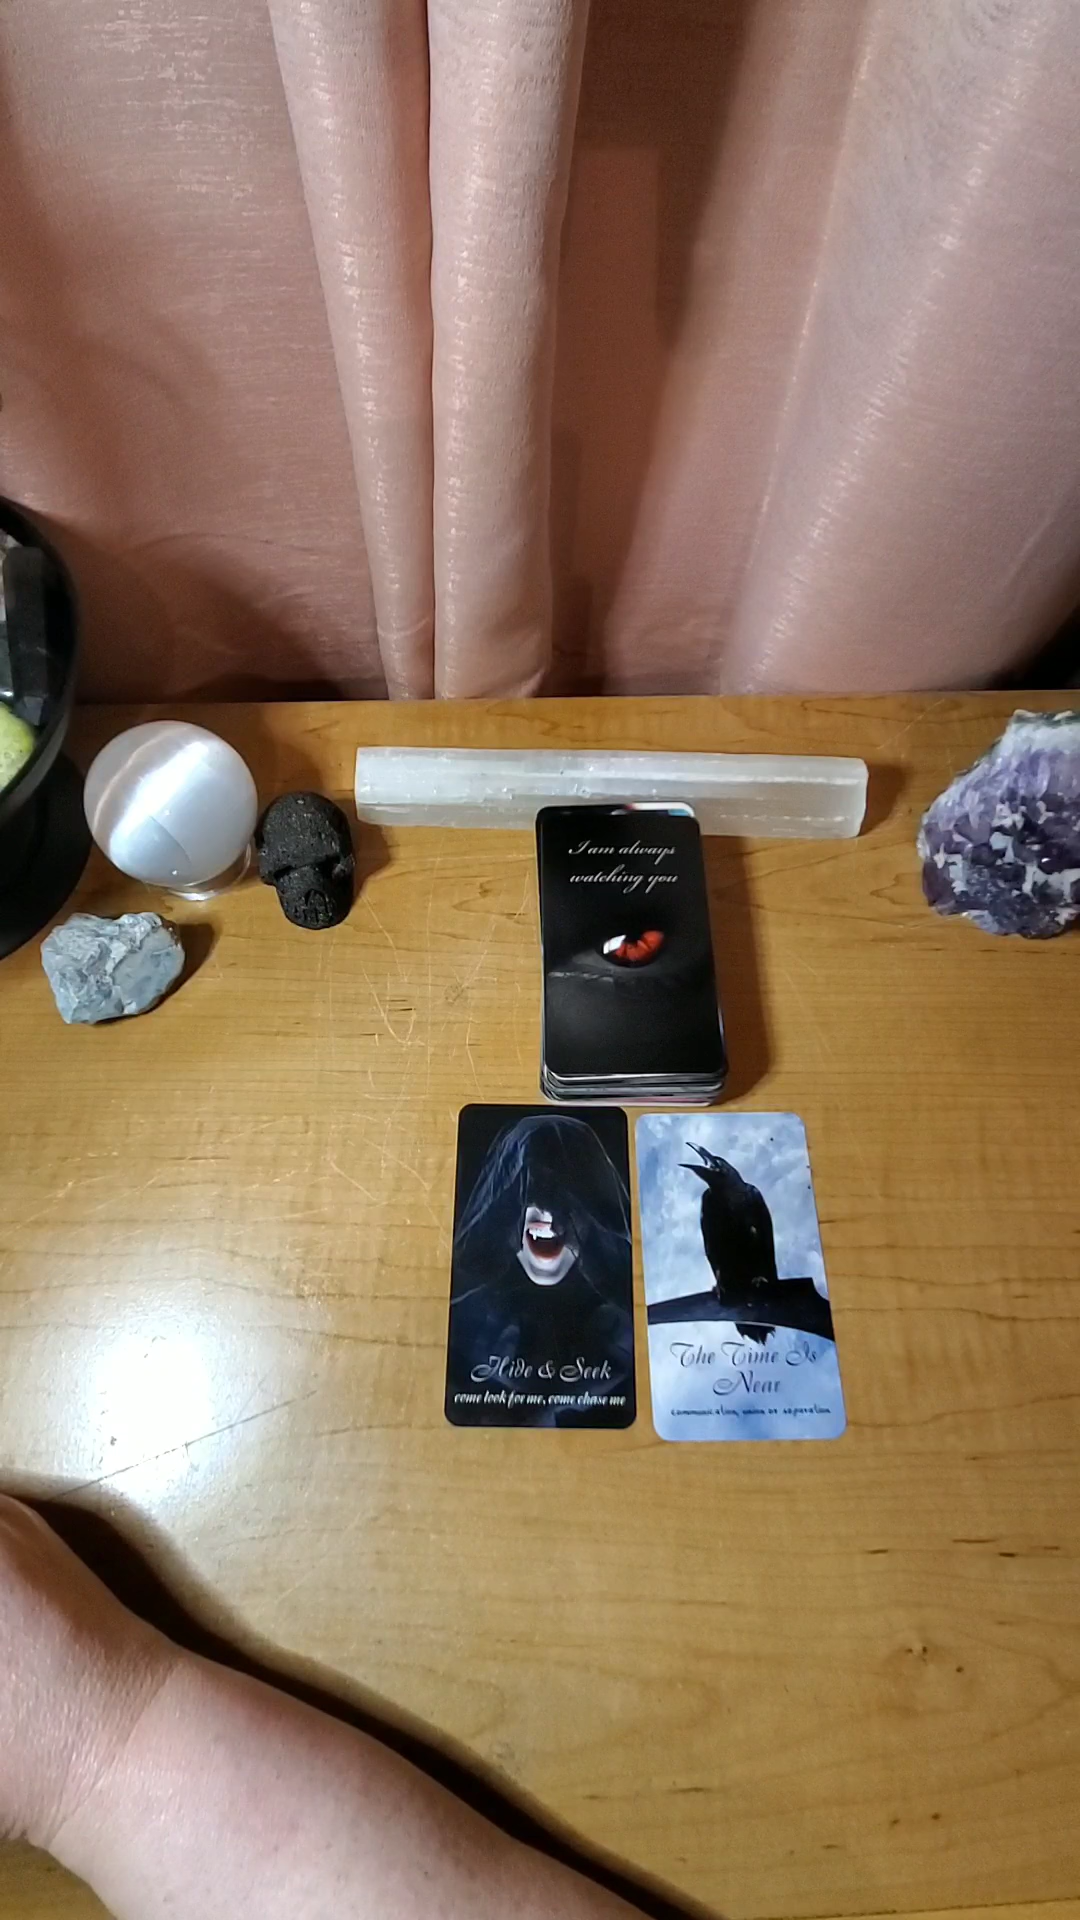 I am always
watching you
Hide & Seek
come look for me, come chase me
The Time Is
Near
communication, union or separation